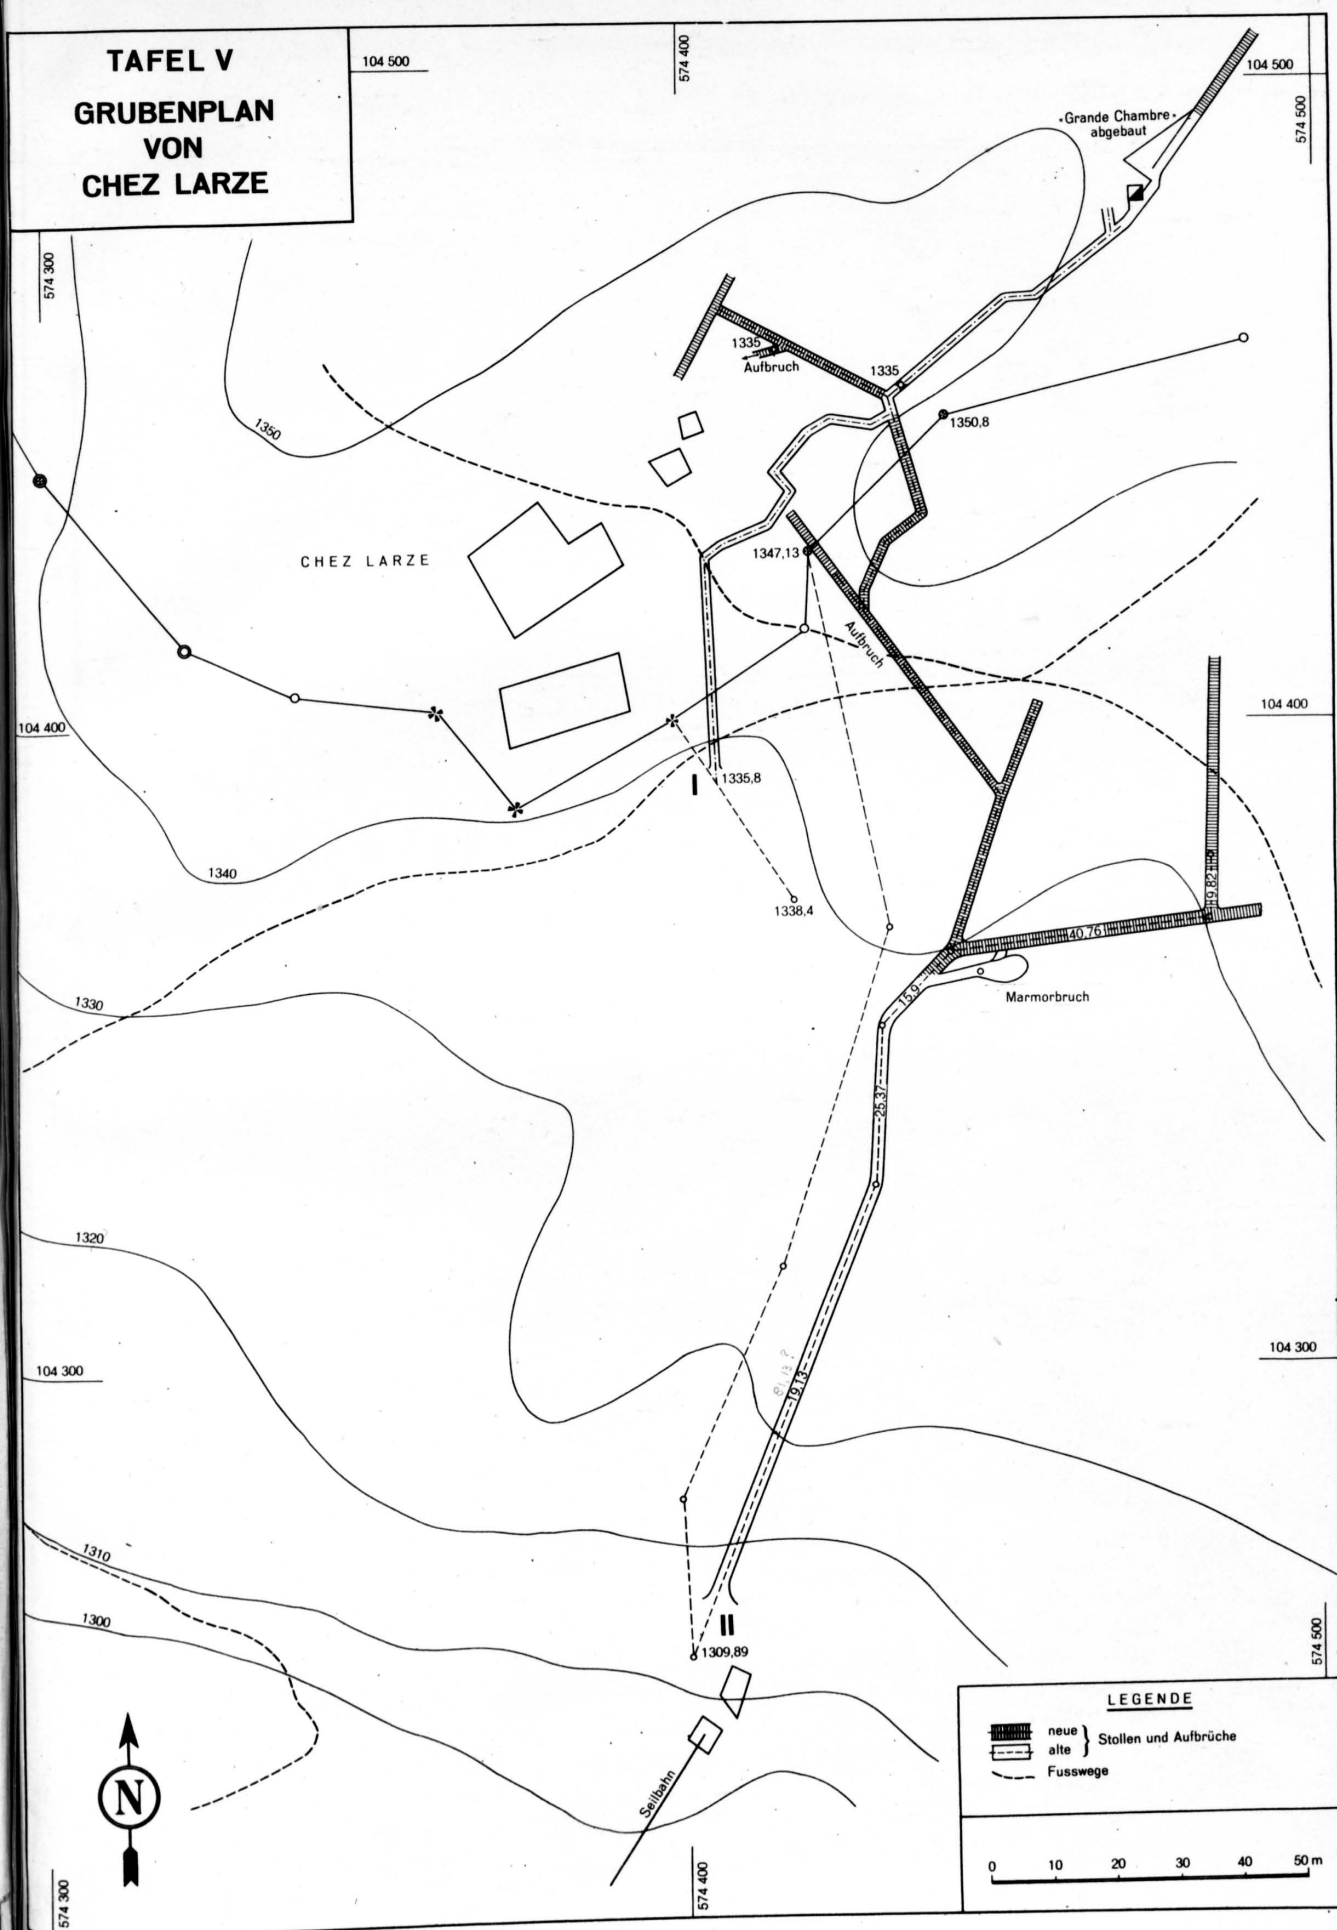 TAFEL V
GRUBENPLAN
VON
CHEZ LARZE
104 500
574 400
104 500
574 500
"Grande Chambre"
abgebaut
574 300
1335
Aufbruch
1335
1350,8
1350
1347,13
CHEZ LARZE
Aufbruch
104 400
104 400
I
1335,8
1340
1338,4
9,82
40,76
15,9
Marmorbruch
1330
25,37
1320
104 300
104 300
81,13 ?
19,13
1310
1300
II
1309,89
574 500
Seilbahn
N
LEGENDE
neue
alte
Stollen und Aufbrüche
Fusswege
0 10 20 30 40 50 m
574 300
574 400